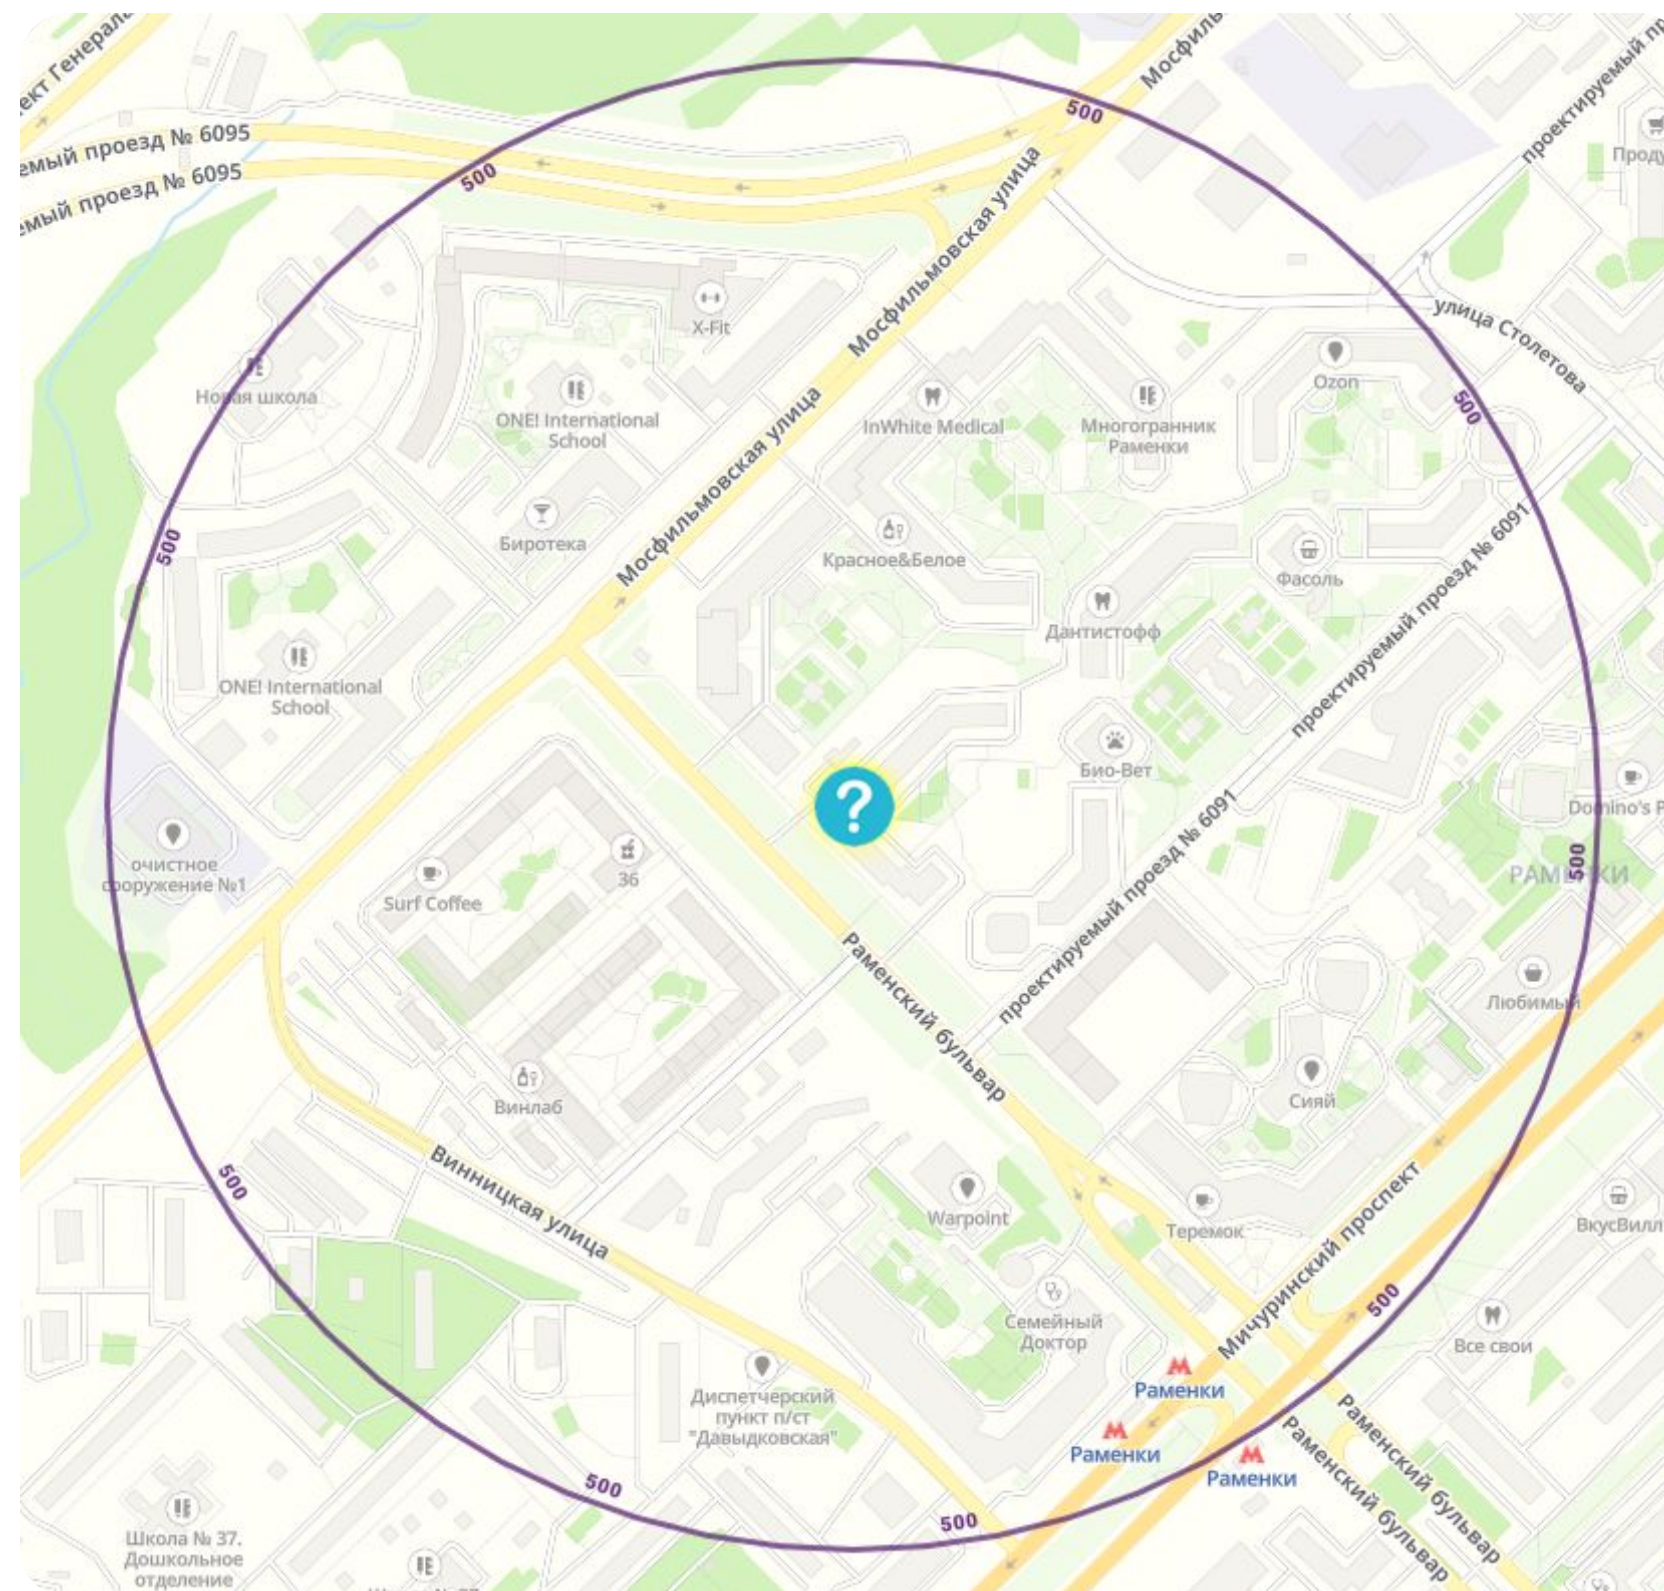 ект Генерала
Мосфиль
проектируемый пр
500
емый проезд № 6095
Проду
500
емый проезд № 6095
Мосфильмовская улица
X-Fit
улица Столетова
Ozon
Новая школа
ONE! International
School
InWhite Medical
Многогранник
Раменки
500
Мосфильмовская улица
Биротека
500
Красное&Белое
Фасоль
проектируемый проезд № 6091
Дантистофф
ONE! International
School
Био-Вет
Domino's P
?
очистное
сооружение №1
Surf Coffee
36
проектируемый проезд № 6091
500
РАМЕНКИ
Раменский бульвар
Любимый
Винлаб
Сияй
500
Винницкая улица
Warpoint
Теремок
ВкусВилл
Мичуринский проспект
Семейный
Доктор
500
Все свои
Раменки
Диспетчерский
пункт п/ст
"Давыдковская"
Раменки
Раменки
Раменский бульвар
Раменский бульвар
500
500
Школа № 37.
Дошкольное
отделение